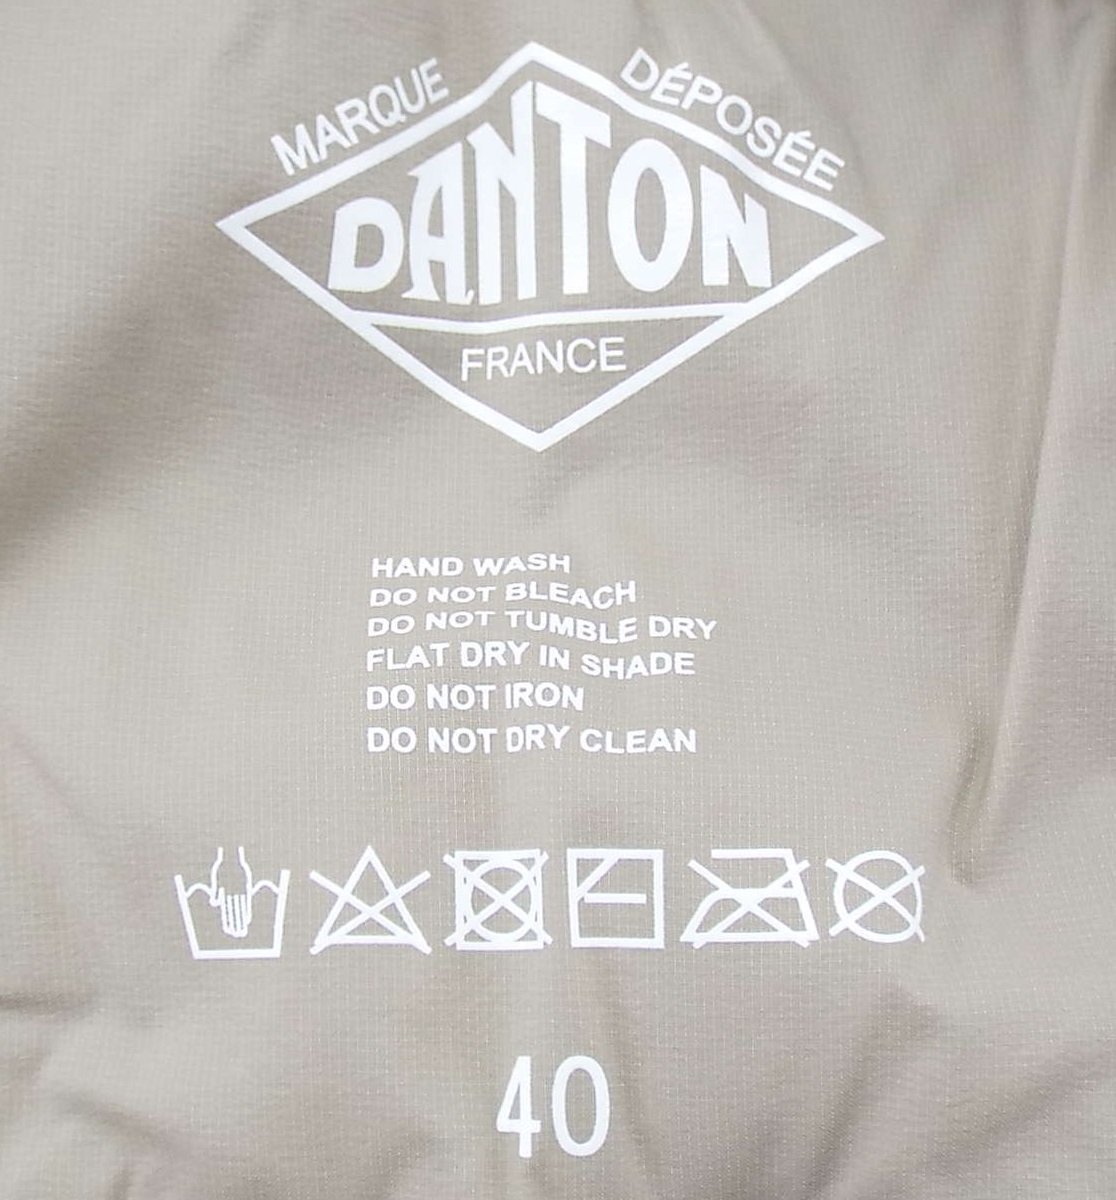 MARQUE DÉPOSÉE
DANTON
FRANCE
HAND WASH
DO NOT BLEACH
DO NOT TUMBLE DRY
FLAT DRY IN SHADE
DO NOT IRON
DO NOT DRY CLEAN
40